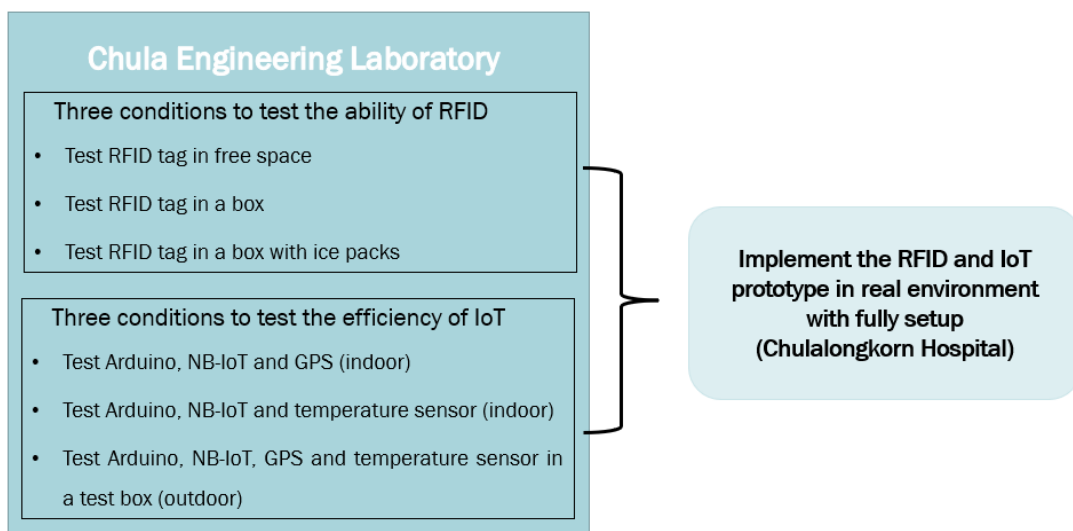 Chula Engineering Laboratory
Three conditions to test the ability of RFID
• Test RFID tag in free space
• Test RFID tag in a box
• Test RFID tag in a box with ice packs
Three conditions to test the efficiency of IoT
• Test Arduino, NB-IoT and GPS (indoor)
• Test Arduino, NB-IoT and temperature sensor (indoor)
• Test Arduino, NB-IoT, GPS and temperature sensor in
a test box (outdoor)
Implement the RFID and IoT
prototype in real environment
with fully setup
(Chulalongkorn Hospital)